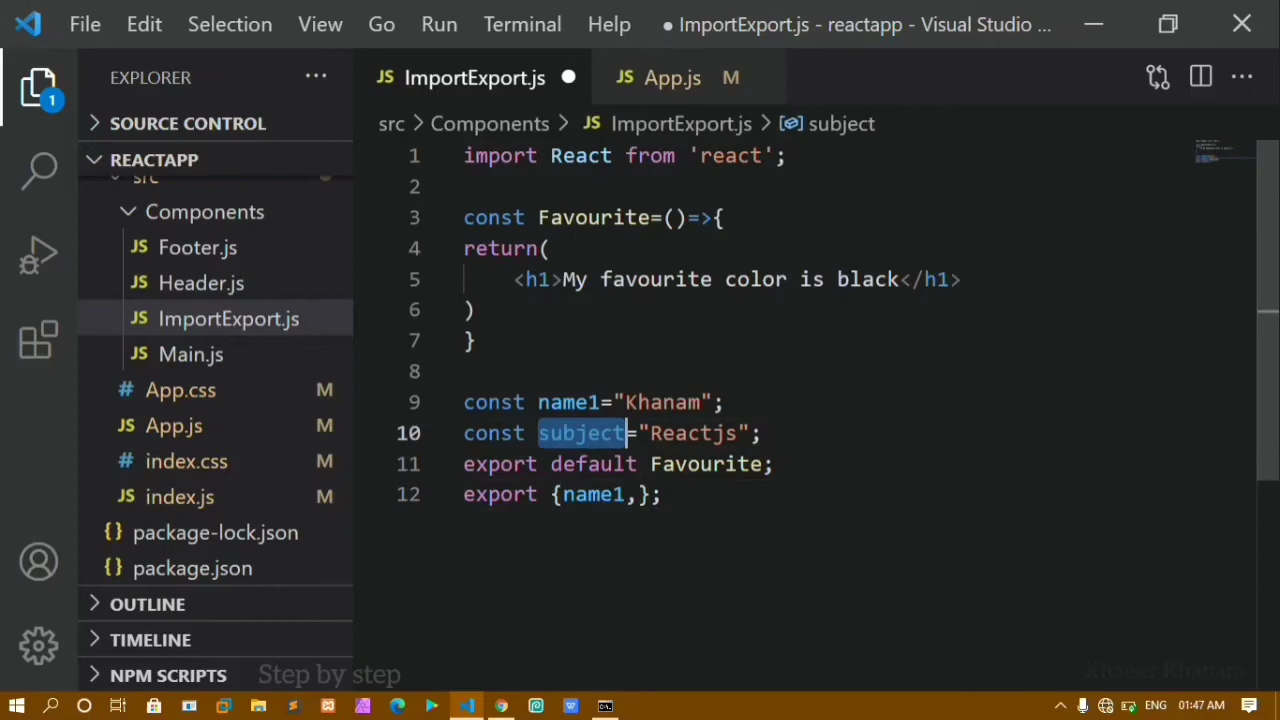 File Edit Selection View Go Run Terminal Help ● ImportExport.js - reactapp - Visual Studio ...
EXPLORER ...
JS ImportExport.js ● JS App.js M ...
1
SOURCE CONTROL
src > Components > JS ImportExport.js > subject
REACTAPP
src
Components
JS Footer.js
JS Header.js
JS ImportExport.js
JS Main.js
# App.css M
JS App.js M
# index.css M
JS index.js M
{} package-lock.json
{} package.json
OUTLINE
TIMELINE
NPM SCRIPTS
1 import React from 'react';
2
3 const Favourite=()=>{
4 return(
5 <h1>My favourite color is black</h1>
6 )
7 }
8
9 const name1="Khanam";
10 const subject="Reactjs";
11 export default Favourite;
12 export {name1,};
Step by step
Khaiser Khanam
ENG 01:47 AM